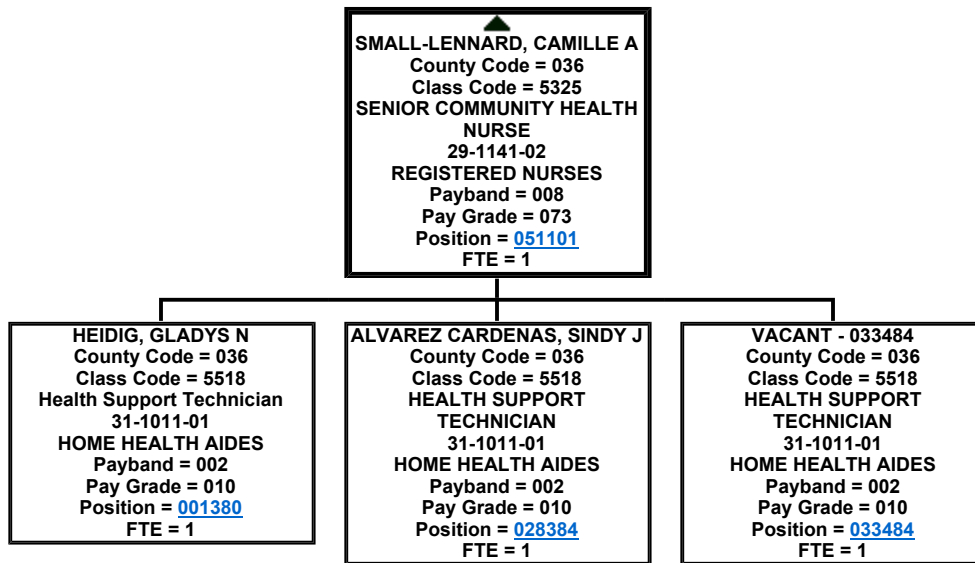 SMALL-LENNARD, CAMILLE A
County Code = 036
Class Code = 5325
SENIOR COMMUNITY HEALTH
NURSE
29-1141-02
REGISTERED NURSES
Payband = 008
Pay Grade = 073
Position = 051101
FTE = 1
HEIDIG, GLADYS N
County Code = 036
Class Code = 5518
Health Support Technician
31-1011-01
HOME HEALTH AIDES
Payband = 002
Pay Grade = 010
Position = 001380
FTE = 1
ALVAREZ CARDENAS, SINDY J
County Code = 036
Class Code = 5518
HEALTH SUPPORT
TECHNICIAN
31-1011-01
HOME HEALTH AIDES
Payband = 002
Pay Grade = 010
Position = 028384
FTE = 1
VACANT - 033484
County Code = 036
Class Code = 5518
HEALTH SUPPORT
TECHNICIAN
31-1011-01
HOME HEALTH AIDES
Payband = 002
Pay Grade = 010
Position = 033484
FTE = 1